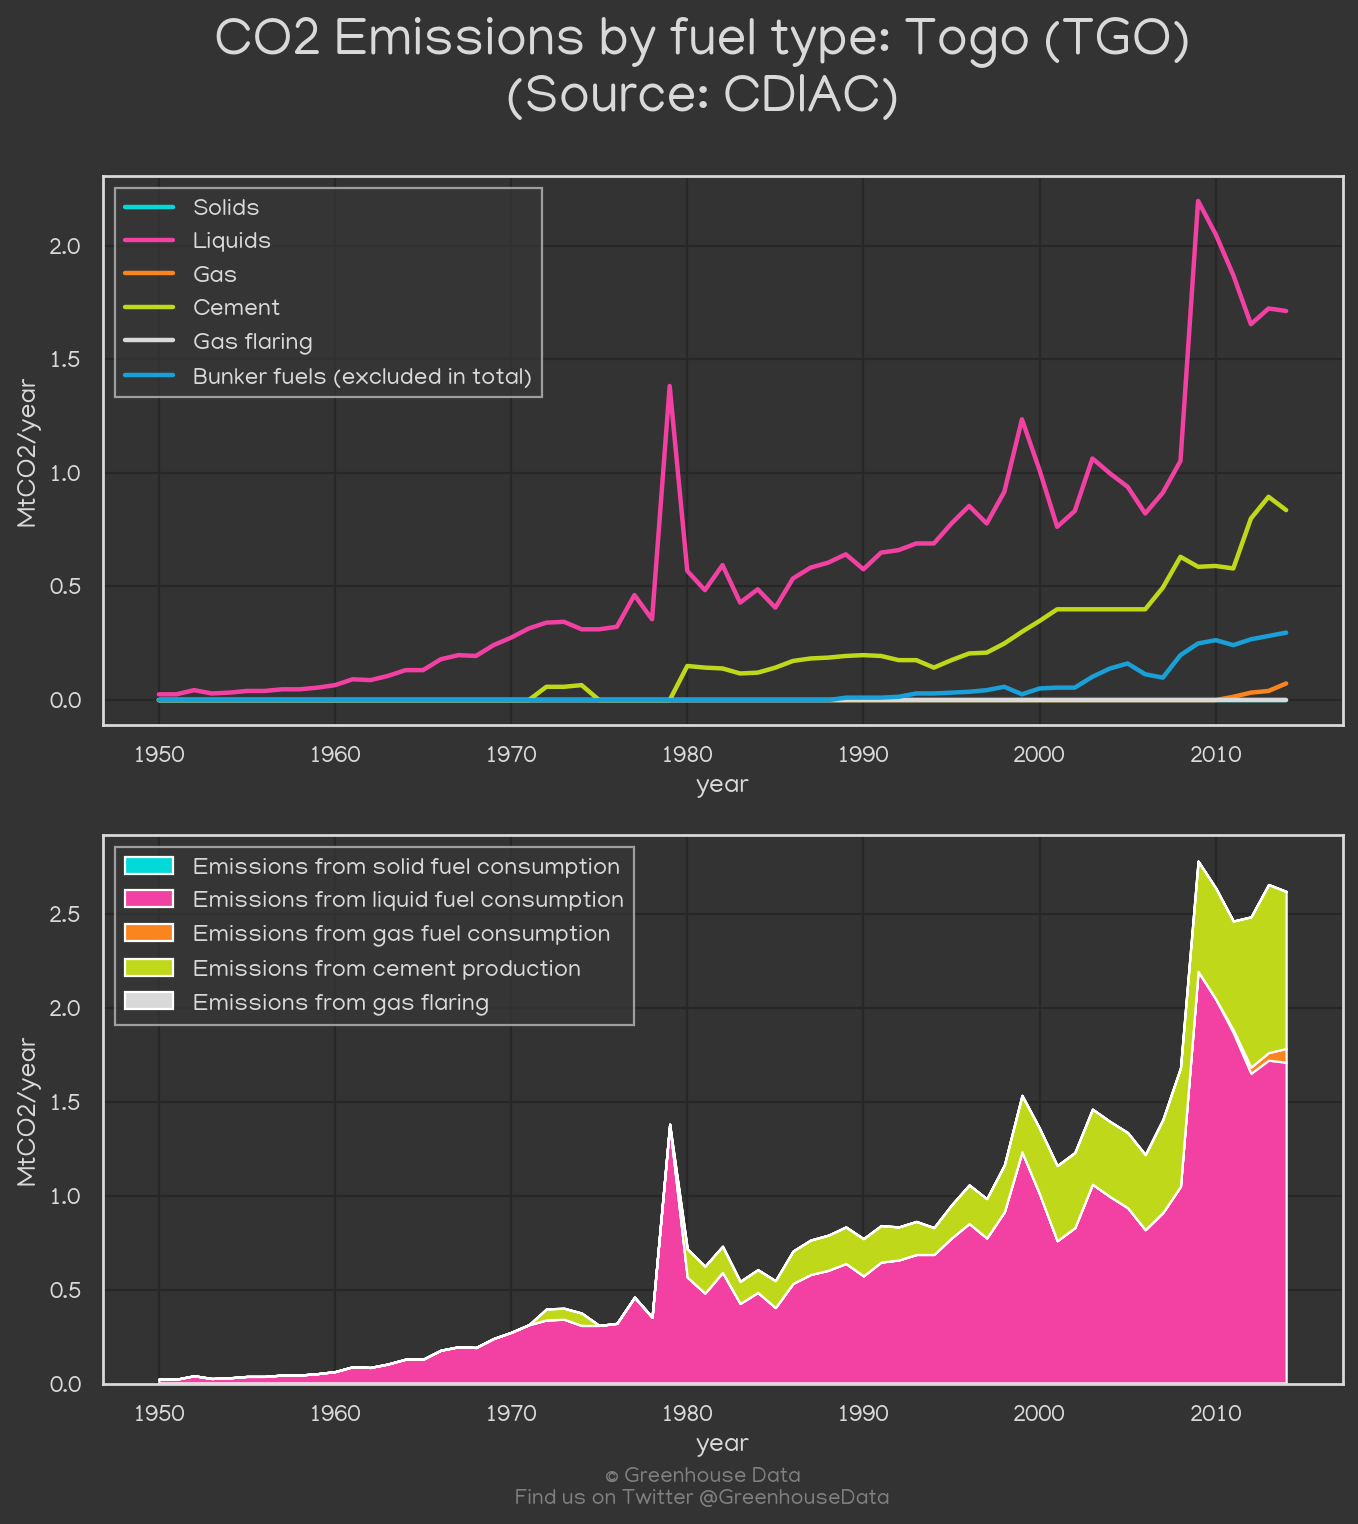 CO2 Emissions by fuel type: Togo (TGO)
(Source: CDIAC)
Solids
Liquids
Gas
Cement
Gas flaring
Bunker fuels (excluded in total)
2.0
1.5
1.0
0.5
0.0
MtCO2/year
1950 1960 1970 1980 1990 2000 2010
year
Emissions from solid fuel consumption
Emissions from liquid fuel consumption
Emissions from gas fuel consumption
Emissions from cement production
Emissions from gas flaring
2.5
2.0
1.5
1.0
0.5
0.0
MtCO2/year
1950 1960 1970 1980 1990 2000 2010
year
© Greenhouse Data
Find us on Twitter @GreenhouseData